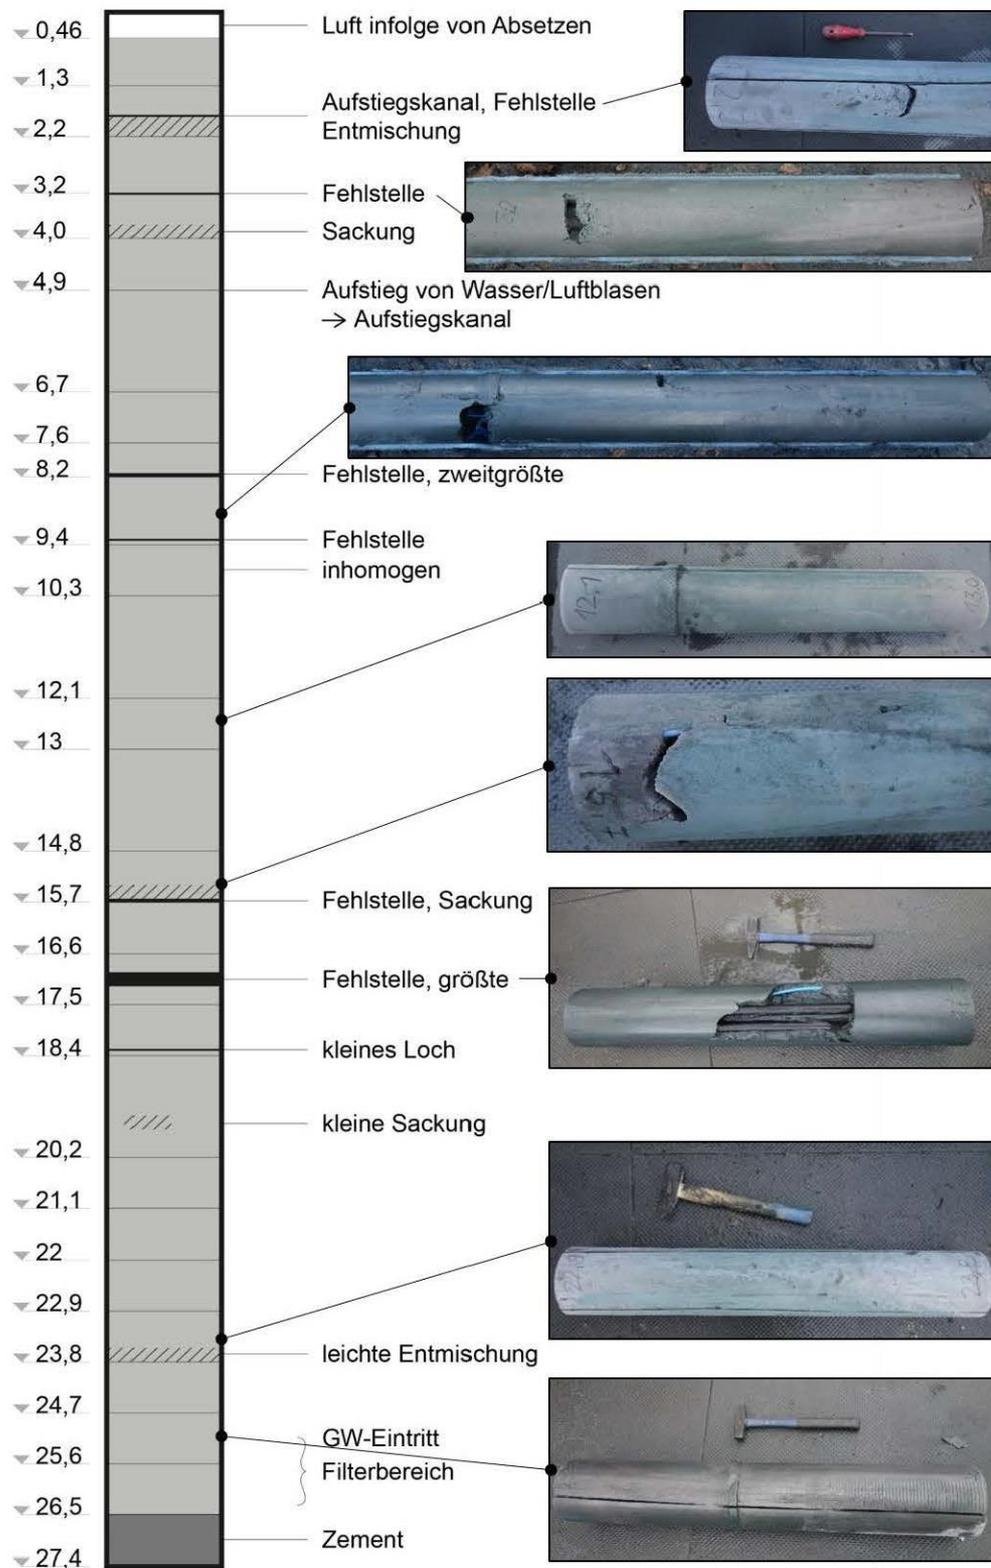 0,46
Luft infolge von Absetzen
1,3
Aufstiegskanal, Fehlstelle
Entmischung
2,2
3,2
Fehlstelle
4,0
Sackung
4,9
Aufstieg von Wasser/Luftblasen
→ Aufstiegskanal
6,7
7,6
8,2
Fehlstelle, zweitgrößte
9,4
Fehlstelle
inhomogen
10,3
12,1
13,0
12,1
13
14,8
15,7
Fehlstelle, Sackung
16,6
Fehlstelle, größte
17,5
18,4
kleines Loch
kleine Sackung
20,2
21,1
22
22,9
23,8
leichte Entmischung
24,7
GW-Eintritt
25,6
Filterbereich
26,5
Zement
27,4